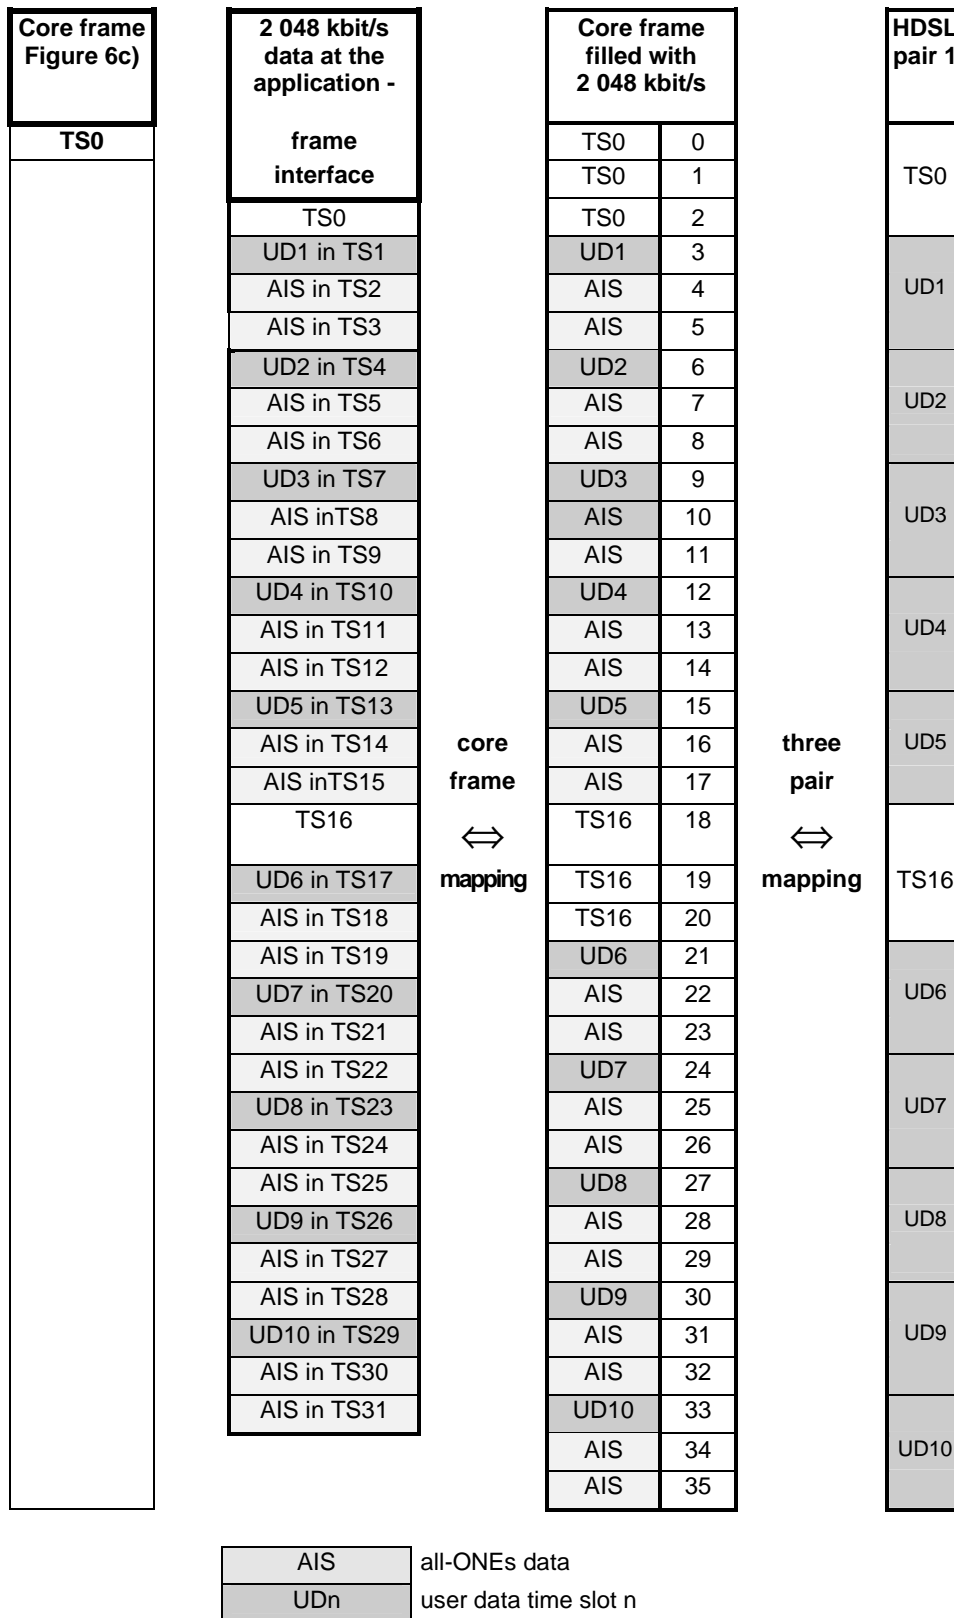 Core frame
Figure 6c)
2 048 kbit/s
data at the
application -
frame
interface
Core frame
filled with
2 048 kbit/s
HDSL
pair 1
TS0
TS0 0
TS0 1
TS0
TS0
TS0 2
UD1 in TS1
UD1 3
AIS in TS2
AIS 4
UD1
AIS in TS3
AIS 5
UD2 in TS4
UD2 6
AIS in TS5
AIS 7
UD2
AIS in TS6
AIS 8
UD3 in TS7
UD3 9
AIS inTS8
AIS 10
UD3
AIS in TS9
AIS 11
UD4 in TS10
UD4 12
AIS in TS11
AIS 13
UD4
AIS in TS12
AIS 14
UD5 in TS13
UD5 15
AIS in TS14
core
AIS 16
three
UD5
AIS inTS15
frame
AIS 17
pair
TS16
⇔
TS16 18
⇔
UD6 in TS17
mapping
TS16 19
mapping
TS16
AIS in TS18
TS16 20
AIS in TS19
UD6 21
UD7 in TS20
AIS 22
UD6
AIS in TS21
AIS 23
AIS in TS22
UD7 24
UD8 in TS23
AIS 25
UD7
AIS in TS24
AIS 26
AIS in TS25
UD8 27
UD9 in TS26
AIS 28
UD8
AIS in TS27
AIS 29
AIS in TS28
UD9 30
UD10 in TS29
AIS 31
UD9
AIS in TS30
AIS 32
AIS in TS31
UD10 33
AIS 34
UD10
AIS 35
AIS all-ONEs data
UDn user data time slot n